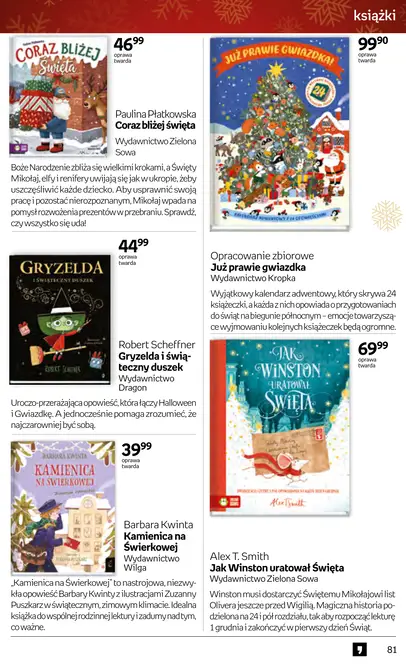 książki
CORAZ BLIŻEJ
Święta
46⁹⁹
oprawa
twarda
Paulina Płatkowska
Coraz bliżej święta
Wydawnictwo Zielona
Sowa
Boże Narodzenie zbliża się wielkimi krokami, a Święty
Mikołaj, elfy i renifery uwijają się jak w ukropie, żeby
uszczęśliwić każde dziecko. Aby usprawnić swoją
pracę i pozostać nierozpoznanym, Mikołaj wpada na
pomysł rozwożenia prezentów w przebraniu. Sprawdź,
czy wszystko się uda!
44⁹⁹
oprawa
twarda
GRYZELDA
I ŚWIĄTECZNY DUSZEK
ROBERT SCHEFFNER
Robert Scheffner
Gryzelda i świą-
teczny duszek
Wydawnictwo
Dragon
Uroczo-przerażająca opowieść, która łączy Halloween
i Gwiazdkę. A jednocześnie pomaga zrozumieć, że
najczarowniej być sobą.
39⁹⁹
oprawa
twarda
BARBARA KWINTA
KAMIENICA
NA ŚWIERKOWEJ
Barbara Kwinta
Kamienica na
Świerkowej
Wydawnictwo
Wilga
„Kamienica na Świerkowej” to nastrojowa, niezwy-
kła opowieść Barbary Kwinty z ilustracjami Zuzanny
Puszkarz w świątecznym, zimowym klimacie. Idealna
książka do wspólnej rodzinnej lektury i zadumy nad tym,
co ważne.
99⁹⁰
oprawa
twarda
JUŻ PRAWIE GWIAZDKA!
24
Opracowanie zbiorowe
Już prawie gwiazdka
Wydawnictwo Kropka
Wyjątkowy kalendarz adwentowy, który skrywa 24
książeczki, a każda z nich opowiada o przygotowaniach
do świąt na biegunie północnym – emocje towarzyszą-
ce wyjmowaniu kolejnych książeczek będą ogromne.
69⁹⁹
oprawa
twarda
JAK
WINSTON
URATOWAŁ
ŚWIĘTA
Alex T. Smith
Alex T. Smith
Jak Winston uratował Święta
Wydawnictwo Zielona Sowa
Winston musi dostarczyć Świętemu Mikołajowi list
Olivera jeszcze przed Wigilią. Magiczna historia po-
dzielona na 24 i pół rozdziału, tak aby rozpocząć lekturę
1 grudnia i zakończyć w pierwszy dzień Świąt.
81